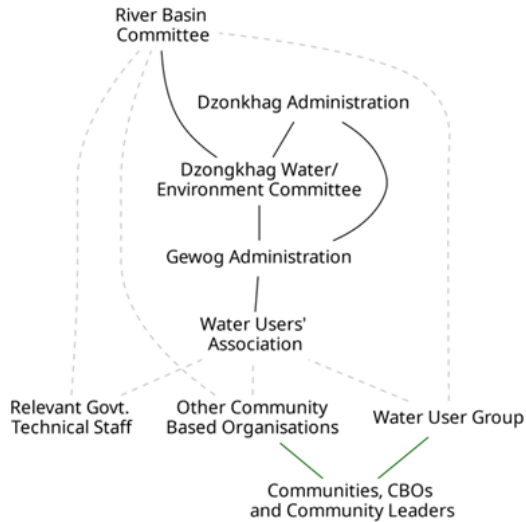 River Basin
Committee
Dzonkhag Administration
Dzongkhag Water/
Environment Committee
Gewog Administration
Water Users'
Association
Relevant Govt.
Technical Staff
Other Community
Based Organisations
Water User Group
Communities, CBOs
and Community Leaders